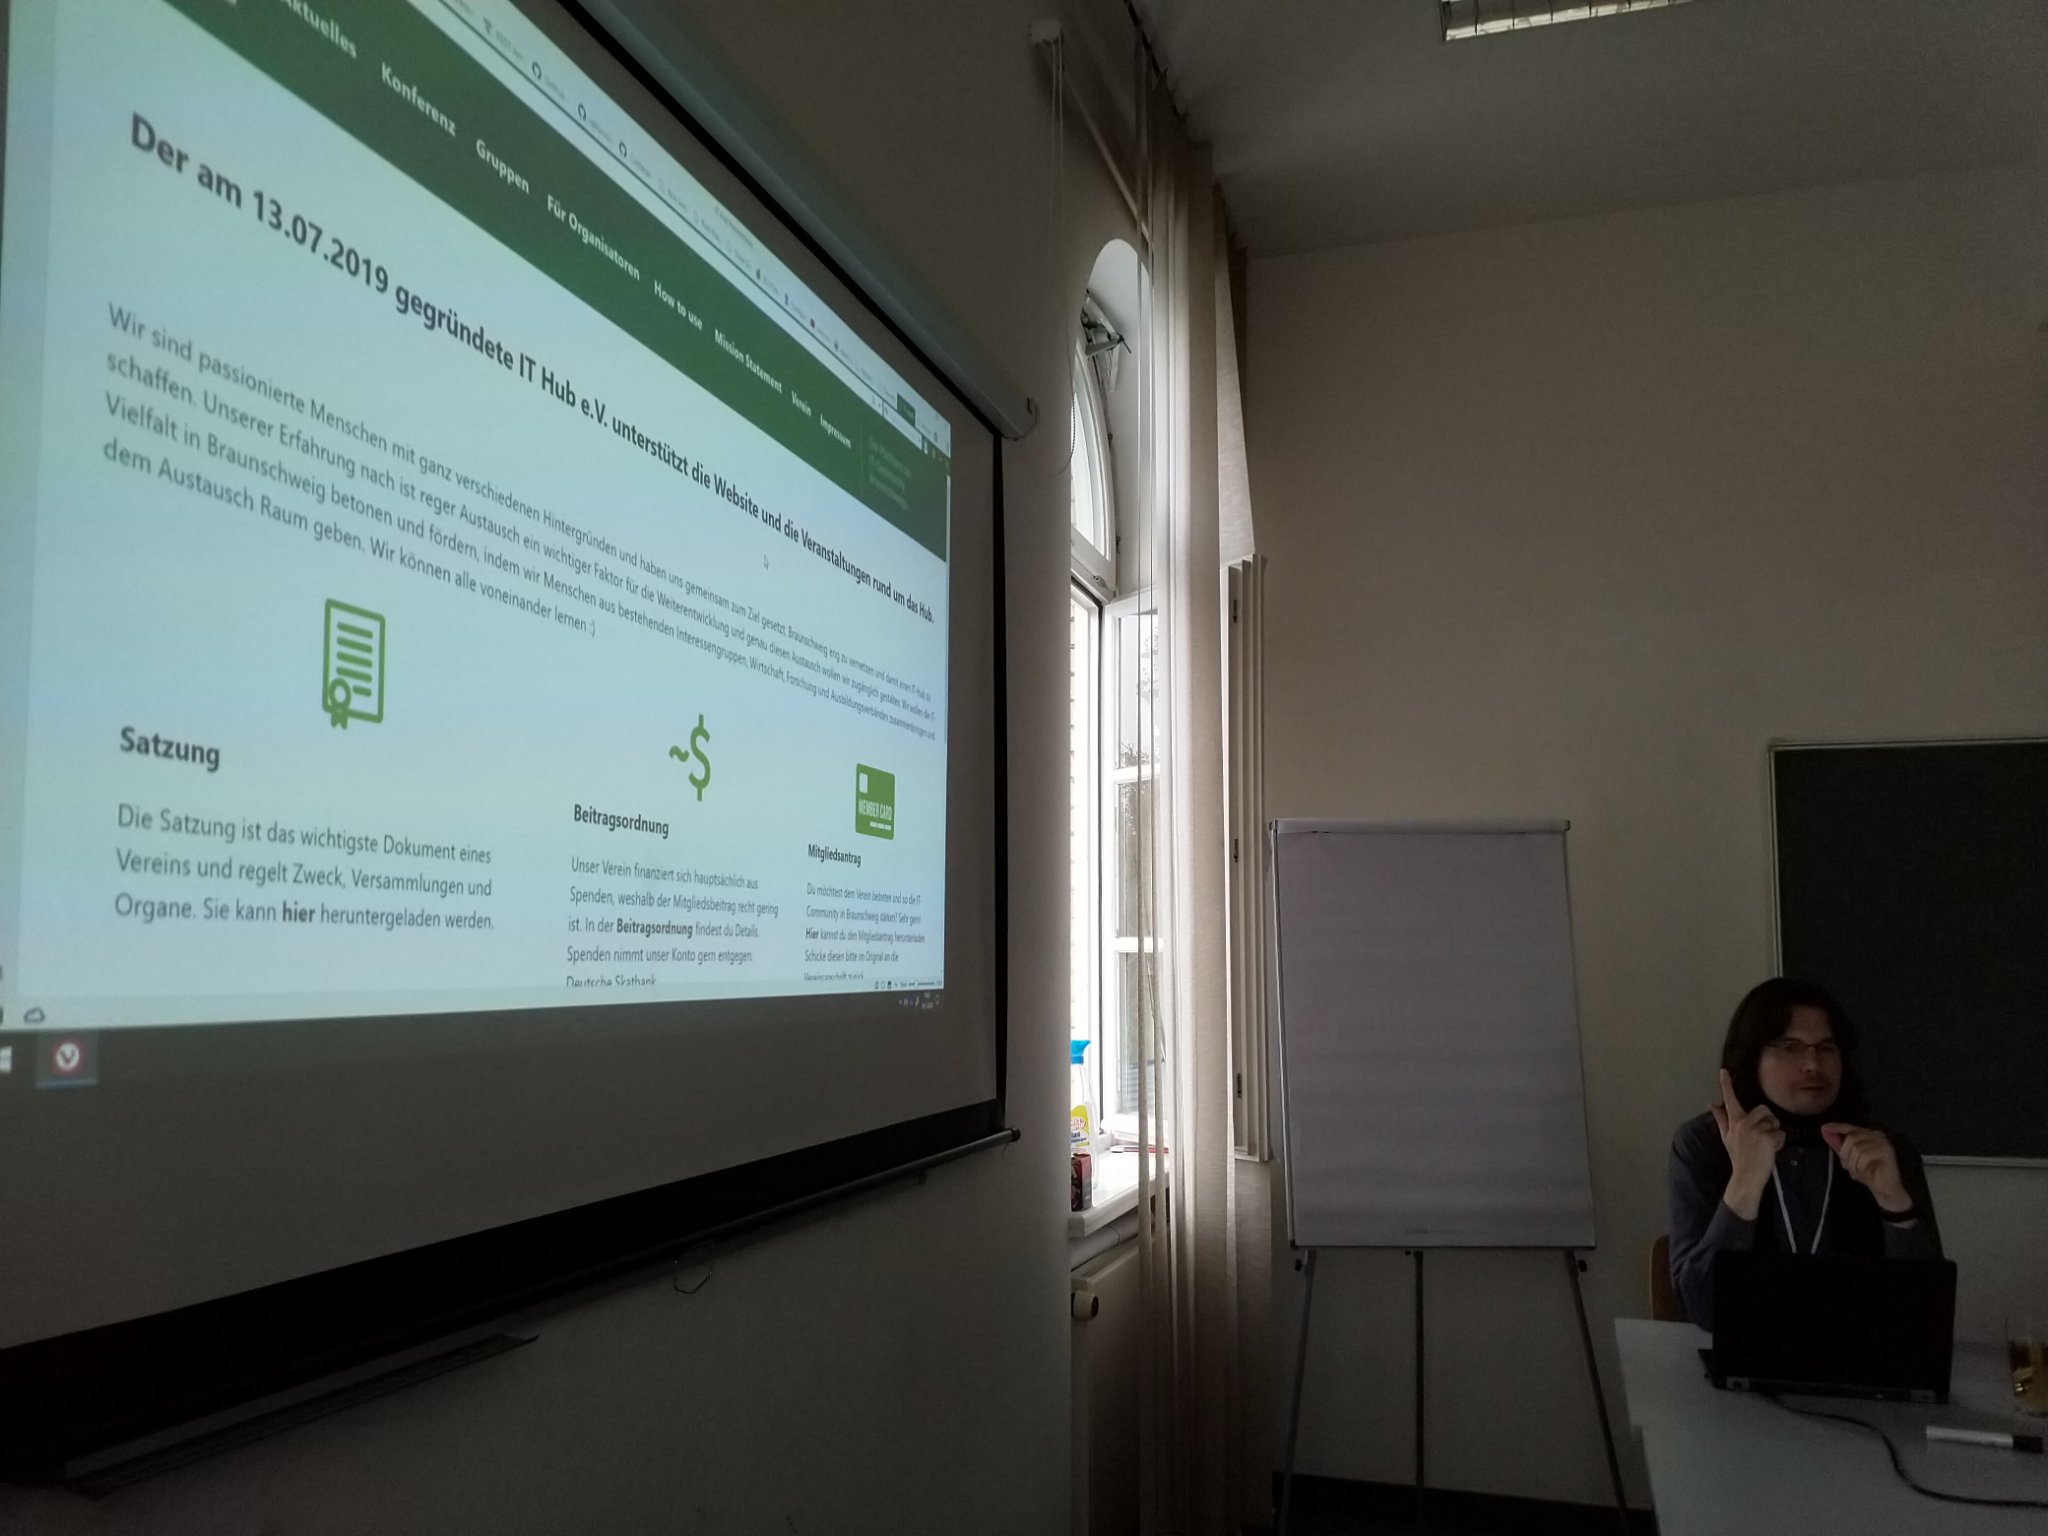 Aktuelles
Konferenz
Gruppen
Für Organisatoren
How to use
Mission Statement
Verein
Impressum
Der am 13.07.2019 gegründete IT Hub e.V. unterstützt die Website und die Veranstaltungen rund um das Hub.
Wir sind passionierte Menschen mit ganz verschiedenen Hintergründen und haben uns gemeinsam zum Ziel gesetzt, Braunschweig eng zu vernetzen und damit einen IT-Hub zu
schaffen. Unserer Erfahrung nach ist reger Austausch ein wichtiger Faktor für die Weiterentwicklung und genau diesen Austausch wollen wir zugänglich gestalten. Wir wollen die IT-
Vielfalt in Braunschweig betonen und fördern, indem wir Menschen aus bestehenden Interessengruppen, Wirtschaft, Forschung und Ausbildungsverbänden zusammenbringen und
dem Austausch Raum geben. Wir können alle voneinander lernen ;)
Satzung
Die Satzung ist das wichtigste Dokument eines
Vereins und regelt Zweck, Versammlungen und
Organe. Sie kann hier heruntergeladen werden.
~$
Beitragsordnung
Unser Verein finanziert sich hauptsächlich aus
Spenden, weshalb der Mitgliedsbeitrag recht gering
ist. In der Beitragsordnung findest du Details.
Spenden nimmt unser Konto gern entgegen:
Deutsche Skatbank
MEMBER CARD
Mitgliedsantrag
Du möchtest dem Verein beitreten und so die IT-
Community in Braunschweig stärken? Sehr gern!
Hier kannst du den Mitgliedsantrag herunterladen.
Schicke diesen bitte im Original an die
Vereinsanschrift zurück.